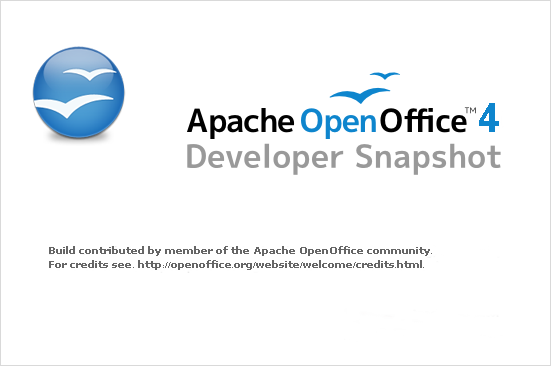 Apache OpenOffice™ 4
Developer Snapshot
Build contributed by member of the Apache OpenOffice community.
For credits see. http://openoffice.org/website/welcome/credits.html.